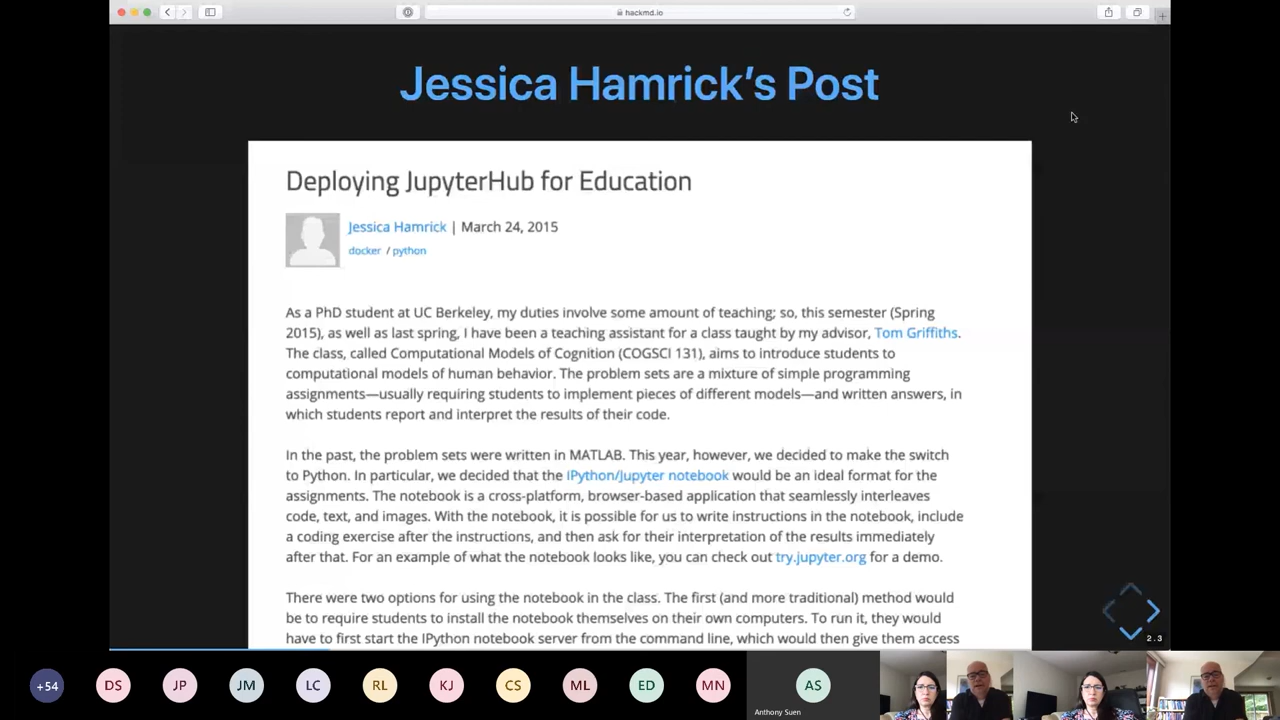 hackmd.io
Jessica Hamrick's Post
Deploying JupyterHub for Education
Jessica Hamrick | March 24, 2015
docker / python
As a PhD student at UC Berkeley, my duties involve some amount of teaching; so, this semester (Spring
2015), as well as last spring, I have been a teaching assistant for a class taught by my advisor, Tom Griffiths.
The class, called Computational Models of Cognition (COGSCI 131), aims to introduce students to
computational models of human behavior. The problem sets are a mixture of simple programming
assignments—usually requiring students to implement pieces of different models—and written answers, in
which students report and interpret the results of their code.
In the past, the problem sets were written in MATLAB. This year, however, we decided to make the switch
to Python. In particular, we decided that the iPython/Jupyter notebook would be an ideal format for the
assignments. The notebook is a cross-platform, browser-based application that seamlessly interleaves
code, text, and images. With the notebook, it is possible for us to write instructions in the notebook, include
a coding exercise after the instructions, and then ask for their interpretation of the results immediately
after that. For an example of what the notebook looks like, you can check out try.jupyter.org for a demo.
There were two options for using the notebook in the class. The first (and more traditional) method would
be to require students to install the notebook themselves on their own computers. To run it, they would
have to first start the IPython notebook server from the command line, which would then give them access
2.3
+54 DS JP JM LC RL KJ CS ML ED MN AS
Anthony Suen